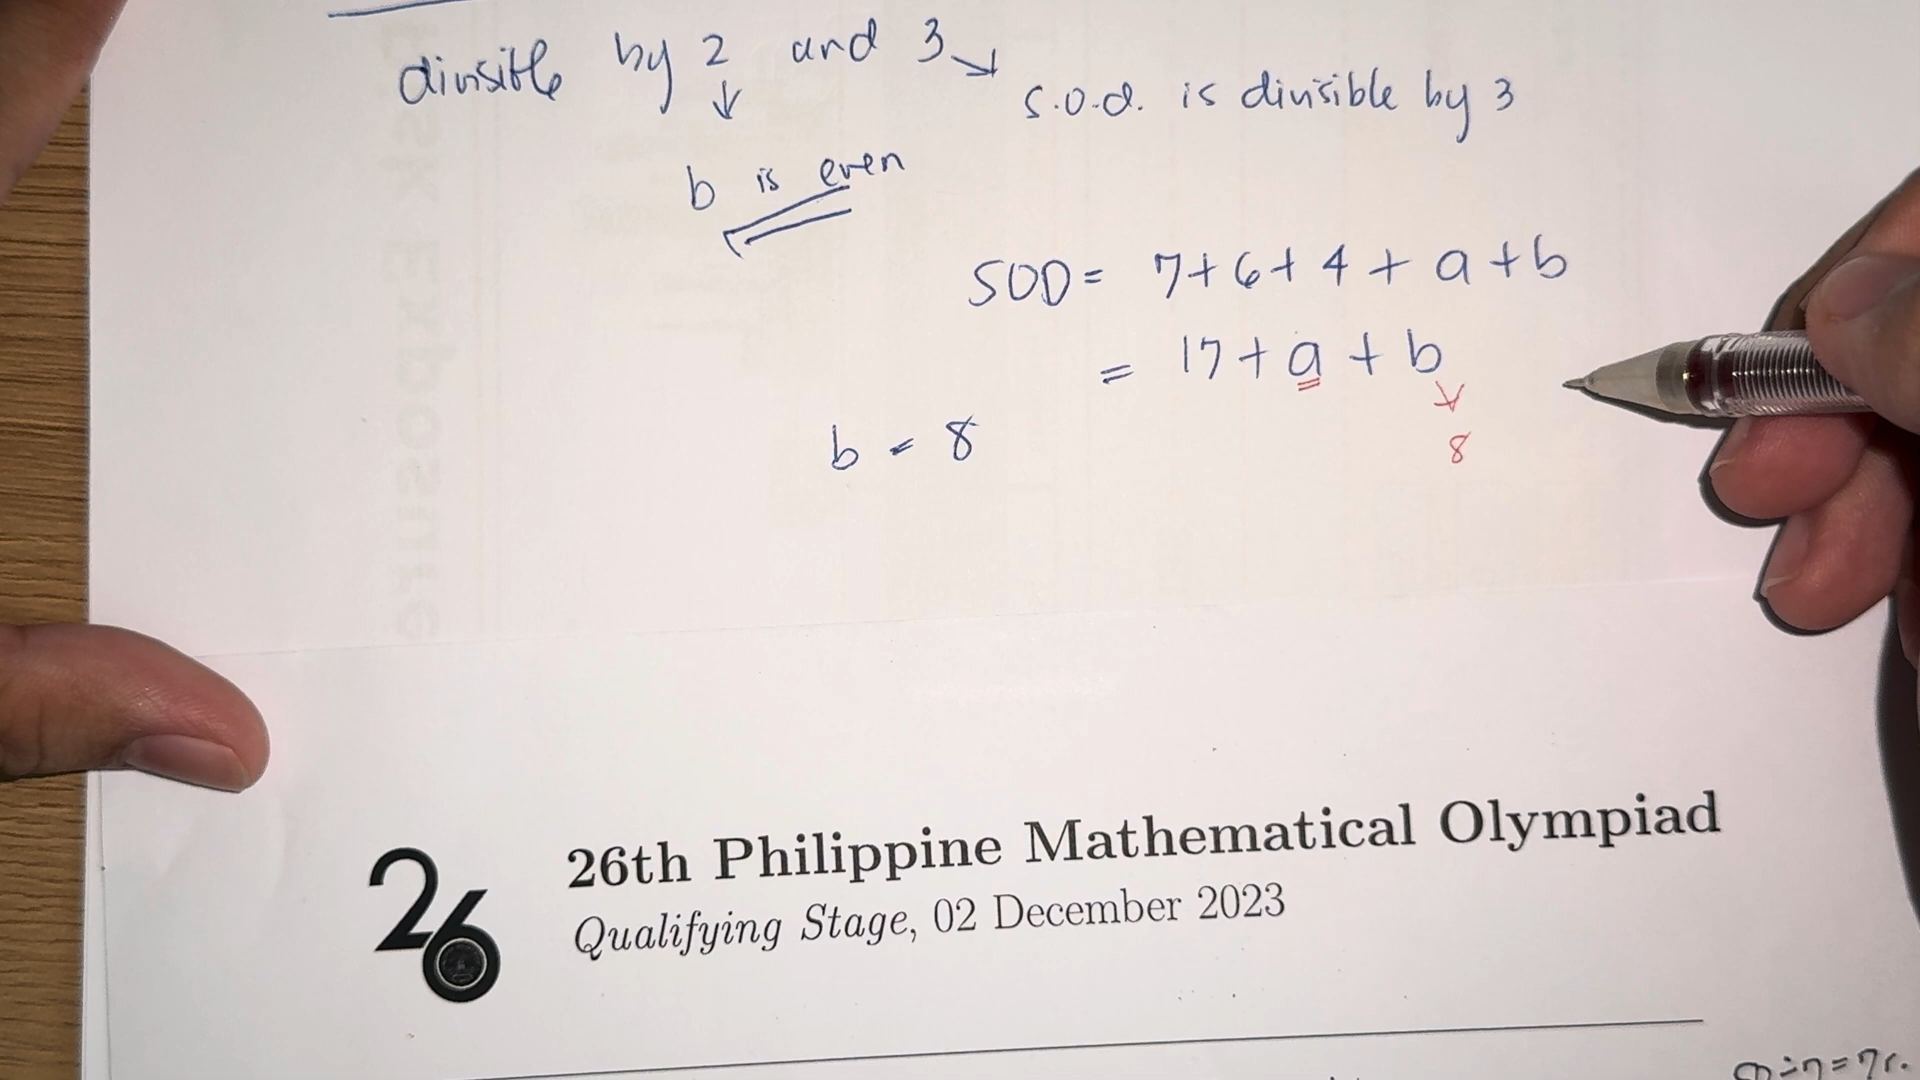 divisible by 2 and 3
s.o.d. is divisible by 3
b is even
SOD = 7+6+4+a+b
= 17+a+b
b = 8
8
26
26th Philippine Mathematical Olympiad
Qualifying Stage, 02 December 2023